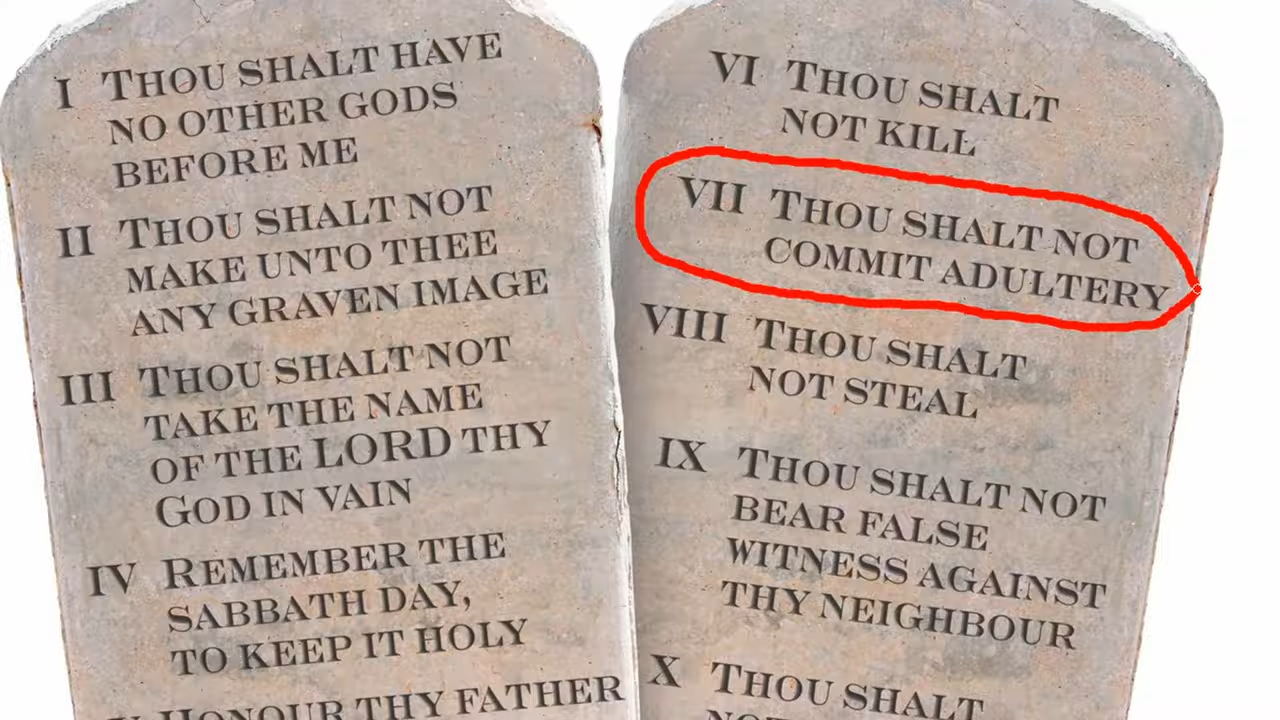 I THOU SHALT HAVE
NO OTHER GODS
BEFORE ME
II THOU SHALT NOT
MAKE UNTO THEE
ANY GRAVEN IMAGE
III THOU SHALT NOT
TAKE THE NAME
OF THE LORD THY
GOD IN VAIN
IV REMEMBER THE
SABBATH DAY,
TO KEEP IT HOLY
V HONOUR THY FATHER
VI THOU SHALT
NOT KILL
VII THOU SHALT NOT
COMMIT ADULTERY
VIII THOU SHALT
NOT STEAL
IX THOU SHALT NOT
BEAR FALSE
WITNESS AGAINST
THY NEIGHBOUR
X THOU SHALT
NOT